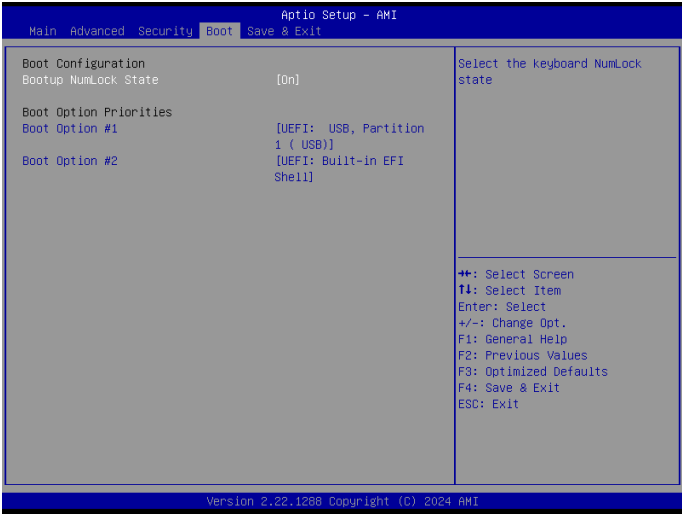 Aptio Setup – AMI
Main Advanced Security Boot Save & Exit
Boot Configuration
Bootup NumLock State [On]
Boot Option Priorities
Boot Option #1 [UEFI: USB, Partition
1 ( USB)]
Boot Option #2 [UEFI: Built-in EFI
Shell]
Select the keyboard NumLock
state
→←: Select Screen
↑↓: Select Item
Enter: Select
+/-: Change Opt.
F1: General Help
F2: Previous Values
F3: Optimized Defaults
F4: Save & Exit
ESC: Exit
Version 2.22.1288 Copyright (C) 2024 AMI